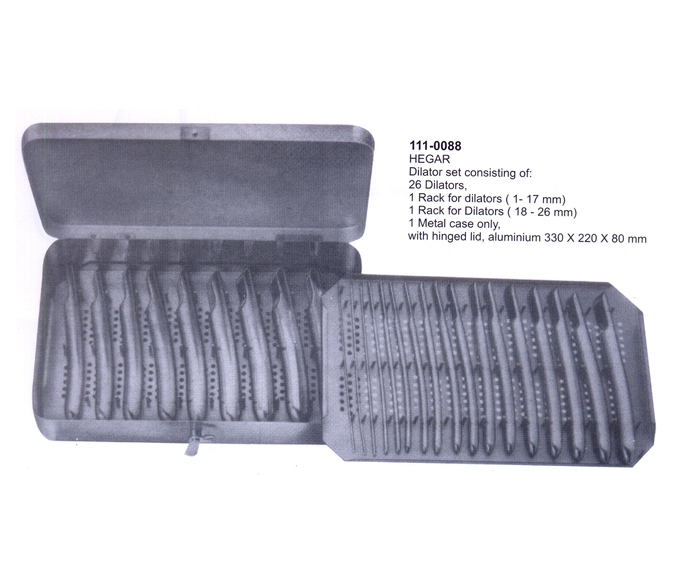 111-0088
HEGAR
Dilator set consisting of:
26 Dilators,
1 Rack for dilators ( 1- 17 mm)
1 Rack for Dilators ( 18 - 26 mm)
1 Metal case only,
with hinged lid, aluminium 330 X 220 X 80 mm